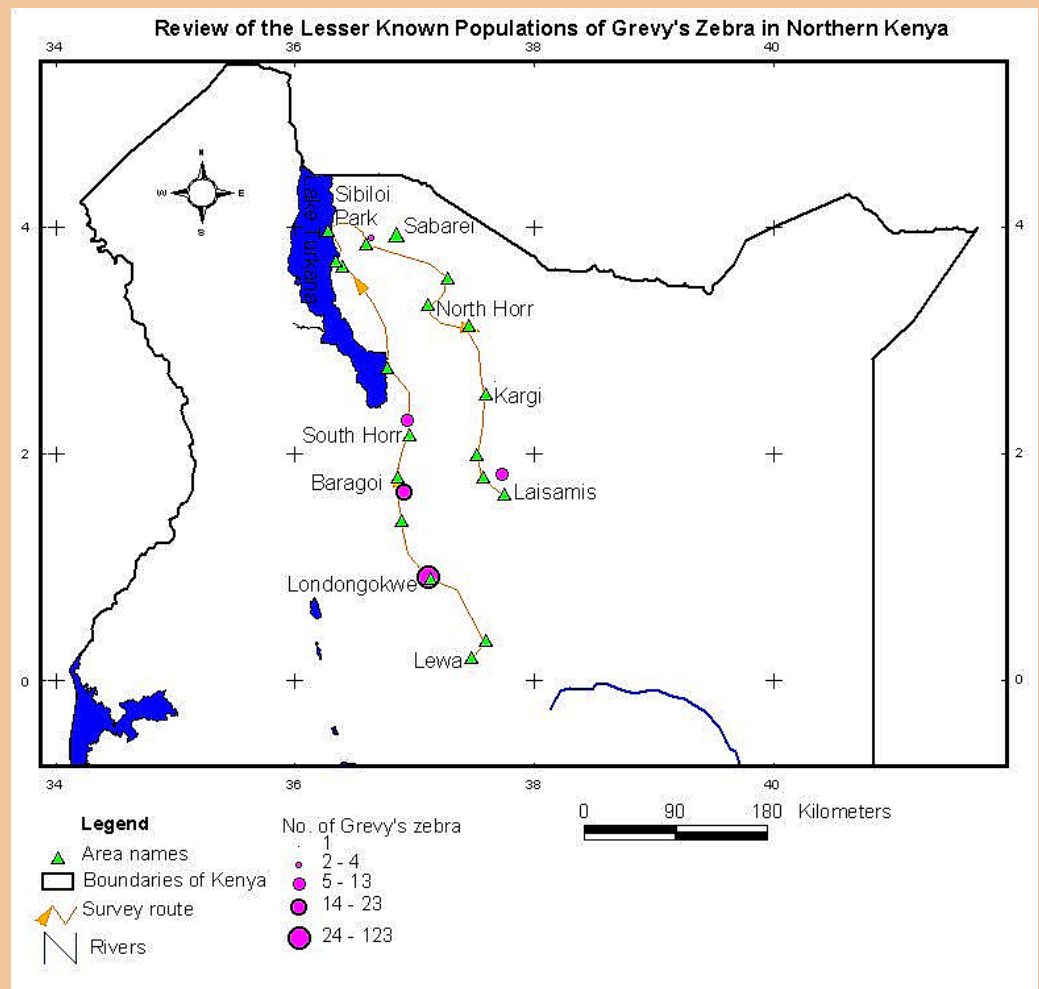 Review of the Lesser Known Populations of Grevy's Zebra in Northern Kenya
34
36
38
40
N
W
E
S
Lake Turkana
Sibiloi
Park
Sabarei
4
4
North Horr
Kargi
South Horr
2
2
Baragoi
Laisamis
Londongokwe
Lewa
0
0
34
36
38
40
0 90 180 Kilometers
Legend
Area names
Boundaries of Kenya
Survey route
Rivers
No. of Grevy's zebra
1
2 - 4
5 - 13
14 - 23
24 - 123